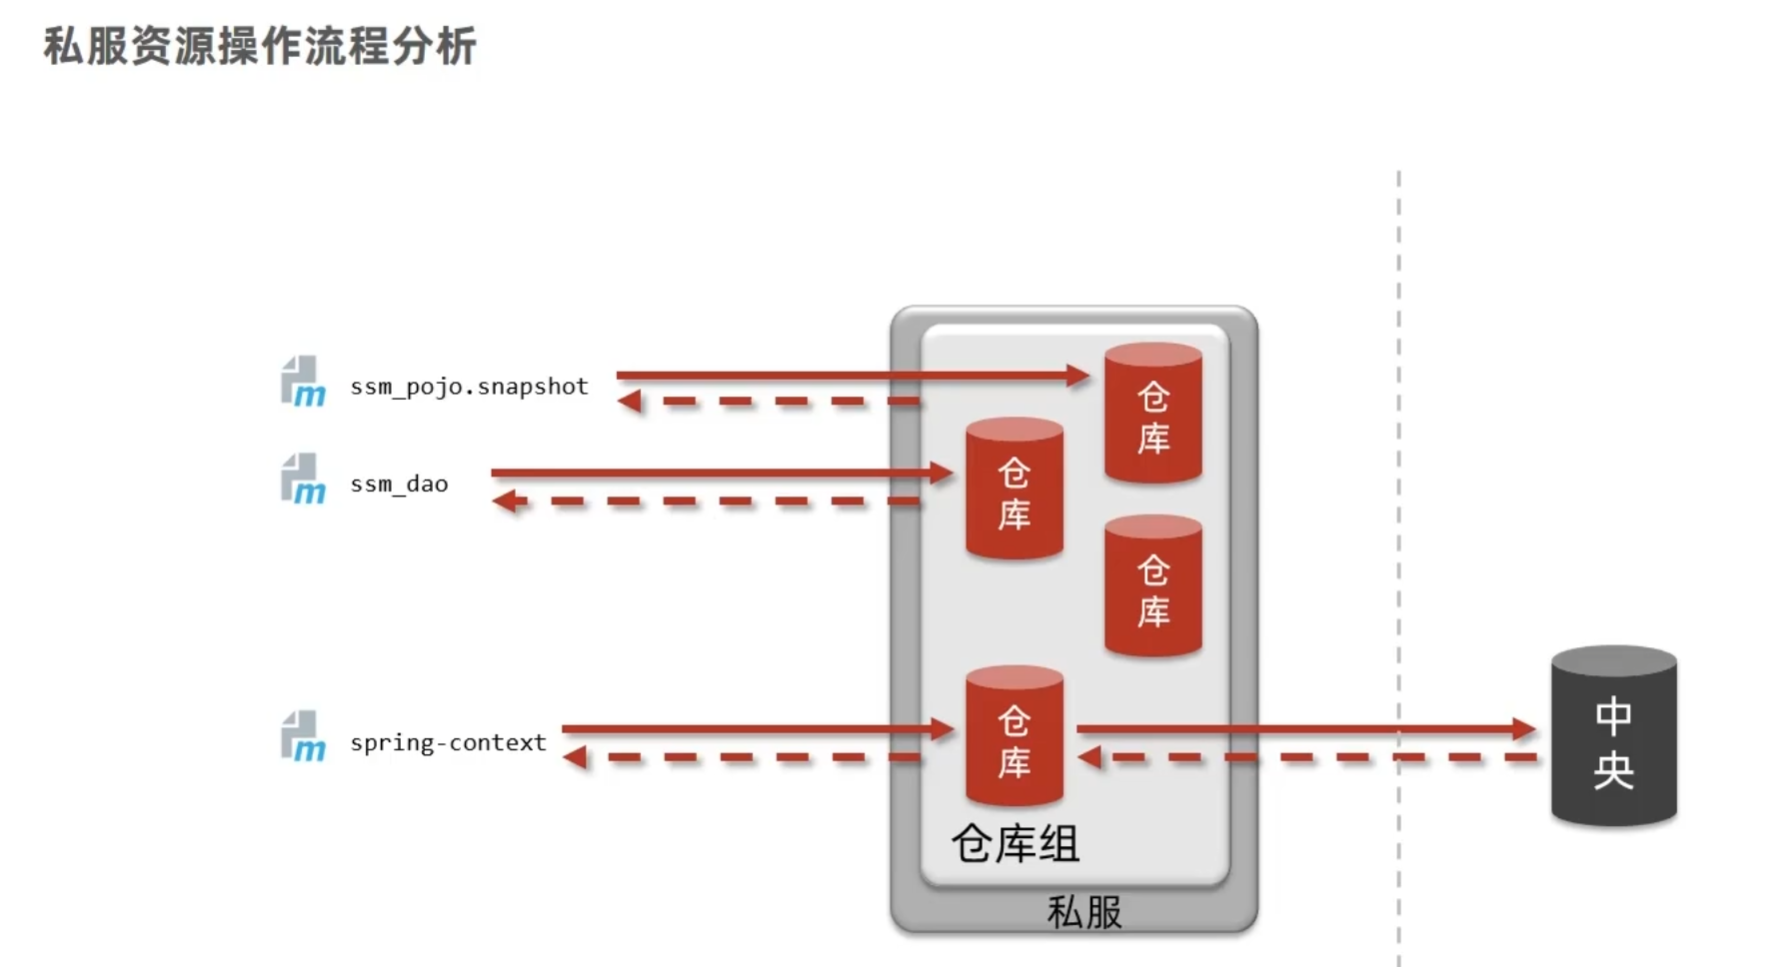 私服资源操作流程分析
m ssm_pojo.snapshot
仓库
m ssm_dao
仓库
仓库
m spring-context
仓库
中央
仓库组
私服